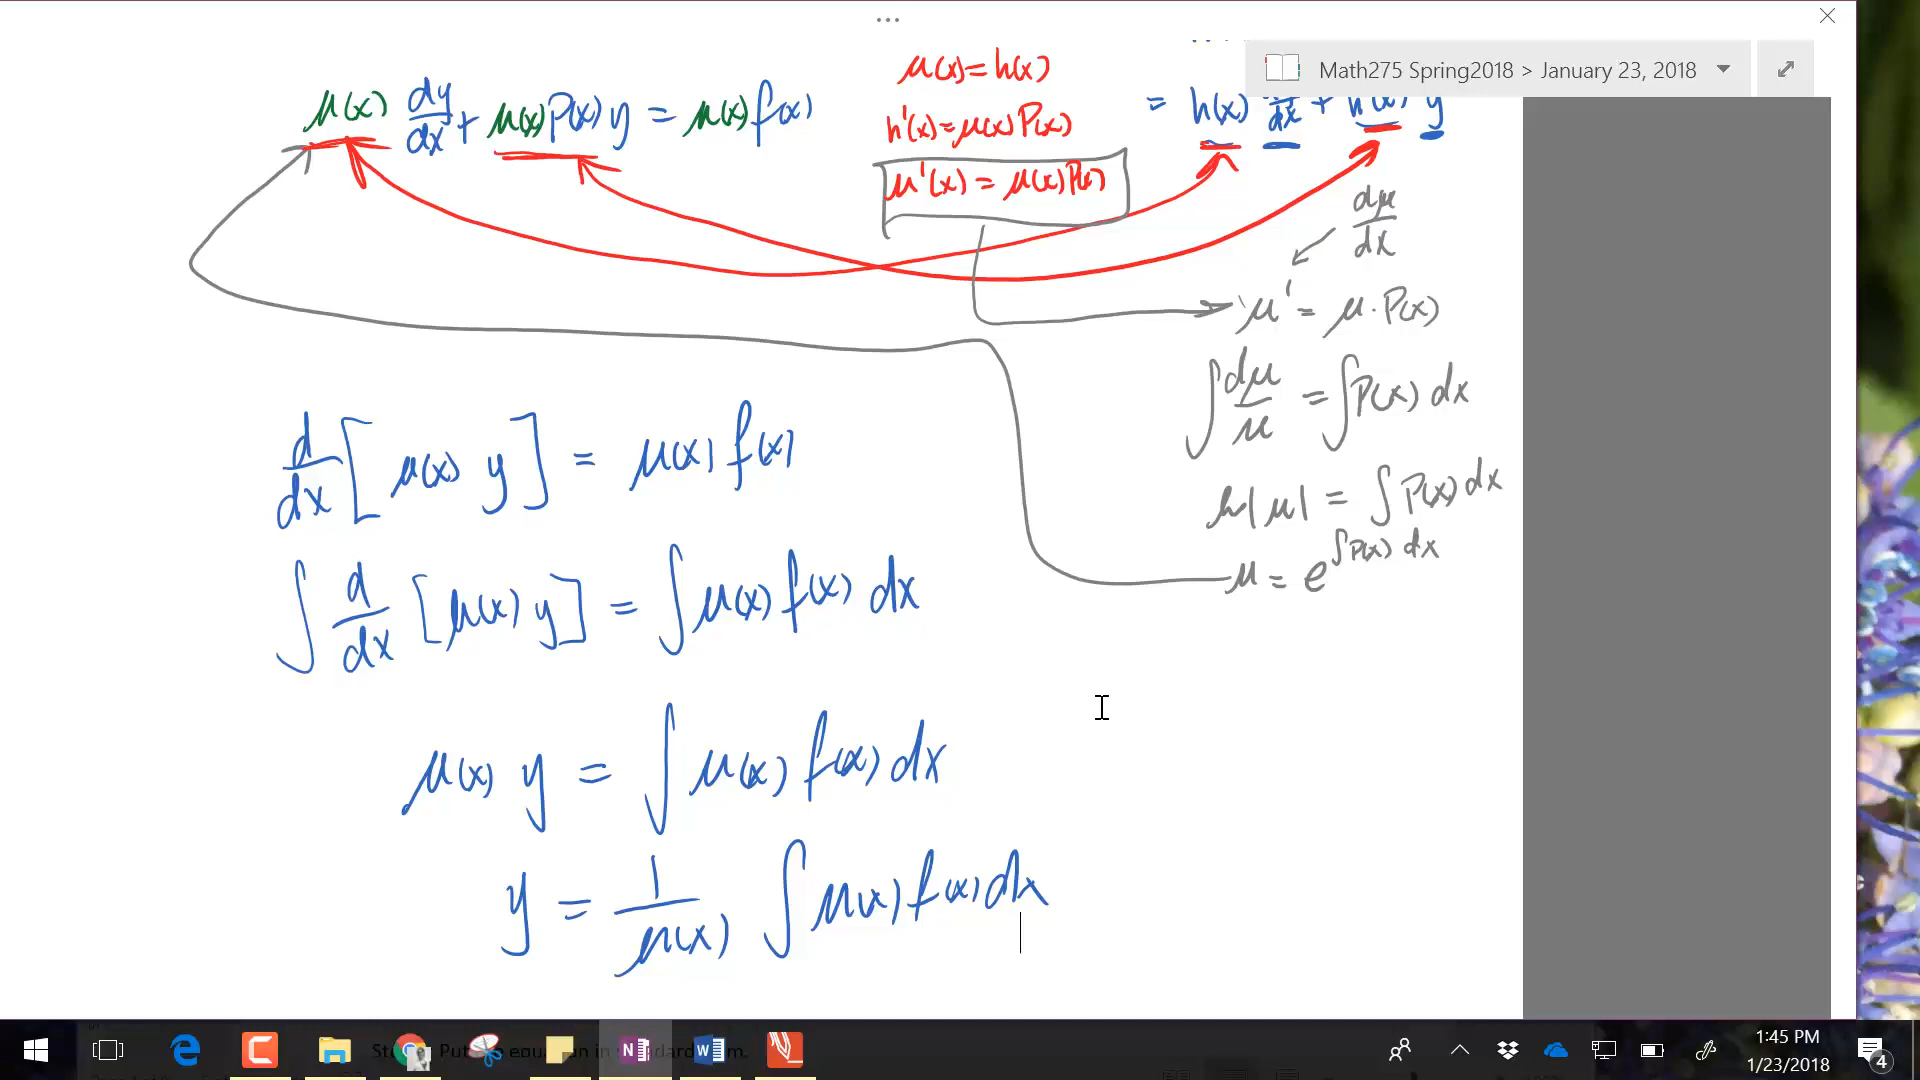 Math275 Spring2018 > January 23, 2018
μ(x) dy/dx + μ(x)P(x)y = μ(x)f(x)
μ(x)=h(x)
h'(x)=μ(x)P(x)
μ'(x) = μ(x)P(x)
= h(x) dy/dx + h'(x) y
dμ/dx
μ' = μ·P(x)
∫dμ/μ = ∫P(x) dx
ln|μ| = ∫P(x) dx
μ = e^∫P(x) dx
d/dx [μ(x) y] = μ(x) f(x)
∫ d/dx [μ(x) y] = ∫μ(x) f(x) dx
μ(x) y = ∫ μ(x) f(x) dx
y = 1/μ(x) ∫ μ(x) f(x) dx
1:45 PM
1/23/2018
4